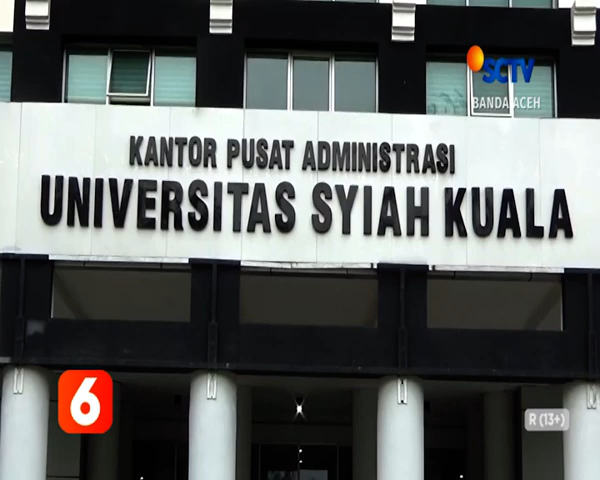 SCTV
BANDA ACEH
KANTOR PUSAT ADMINISTRASI
UNIVERSITAS SYIAH KUALA
6
R (13+)